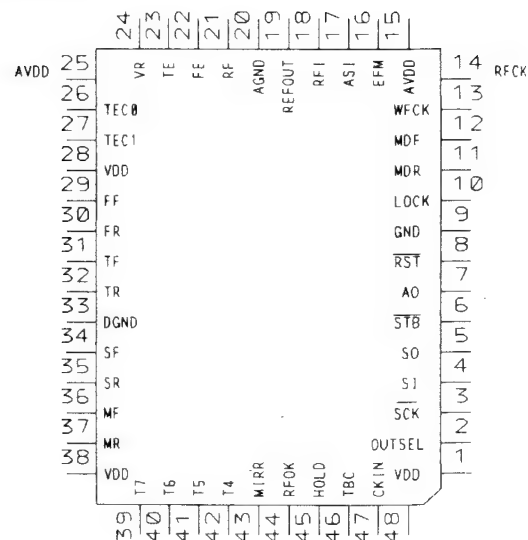 24 23 22 21 20 19 18 17 16 15
VR TE FE RF AGND REFOUT RFI ASI EFM AVDD
AVDD 25 14 RFCK
26 13
TEC0 WFCK
27 12
TEC1 MDF
28 11
VDD MDR
29 10
FF LOCK
30 9
FR GND
31 8
TF RST
32 7
TR A0
33 6
DGND STB
34 5
SF SO
35 4
SR SI
36 3
MF SCK
37 2
MR OUTSEL
38 1
VDD VDD
T7 T6 T5 T4 MIRR RFOK HOLD TBC CKIN
39 40 41 42 43 44 45 46 47 48